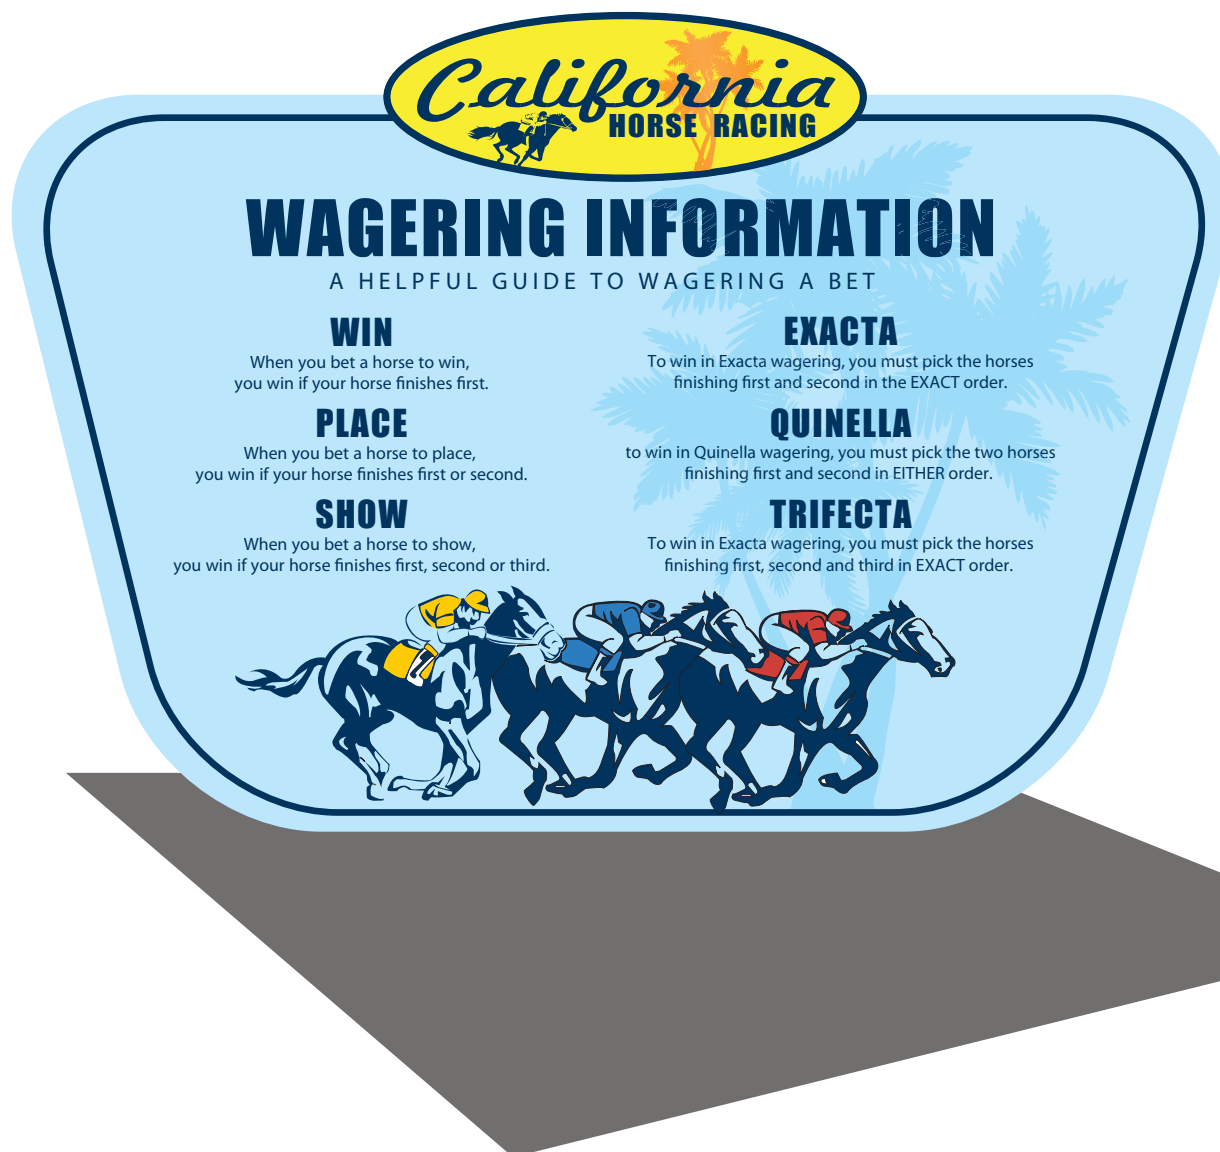 California
HORSE RACING
WAGERING INFORMATION
A HELPFUL GUIDE TO WAGERING A BET
WIN
When you bet a horse to win,
you win if your horse finishes first.
PLACE
When you bet a horse to place,
you win if your horse finishes first or second.
SHOW
When you bet a horse to show,
you win if your horse finishes first, second or third.
EXACTA
To win in Exacta wagering, you must pick the horses
finishing first and second in the EXACT order.
QUINELLA
to win in Quinella wagering, you must pick the two horses
finishing first and second in EITHER order.
TRIFECTA
To win in Exacta wagering, you must pick the horses
finishing first, second and third in EXACT order.